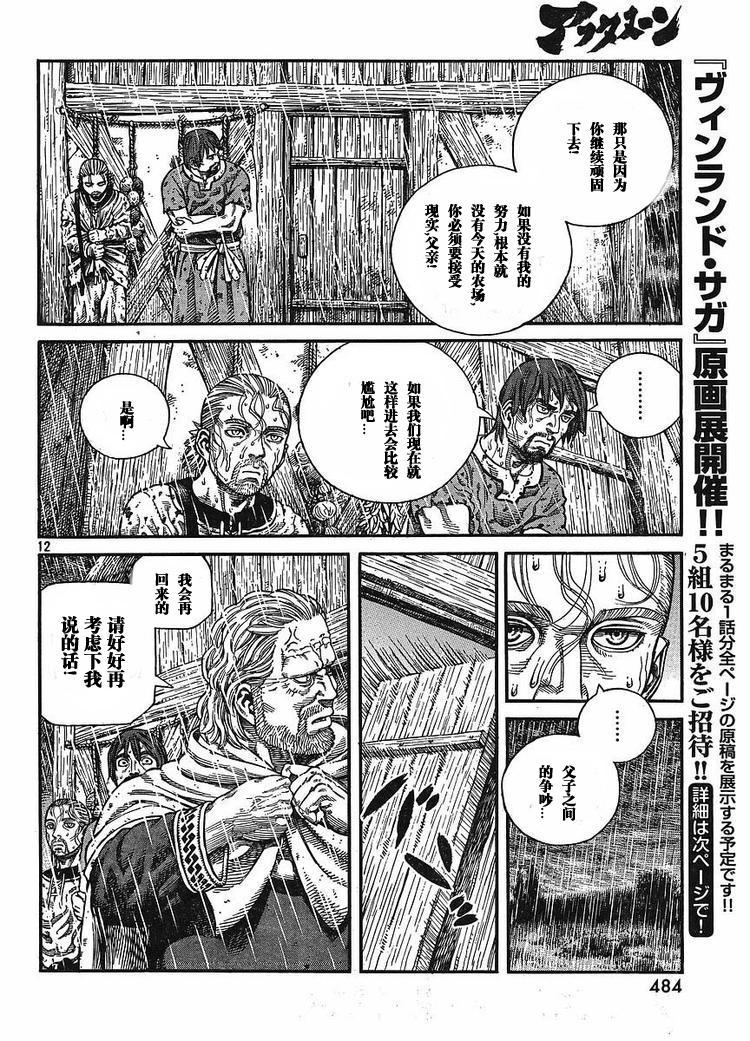 アフタヌーン
『ヴィンランド・サガ』原画展開催!!
5組10名様をご招待!!
まるまる1話分全ページの原稿を展示する予定です!!
詳細は次ページで!
那只是因为
你继续顽固
下去!
如果没有我的
努力 根本就
没有今天的农场,
你必须要接受
现实,父亲!
………
如果我们现在就
这样进去会比较
尴尬吧…
是啊…
12
父子之间
的争吵…
我会再
回来的
请好好再
考虑下我
说的话!
484